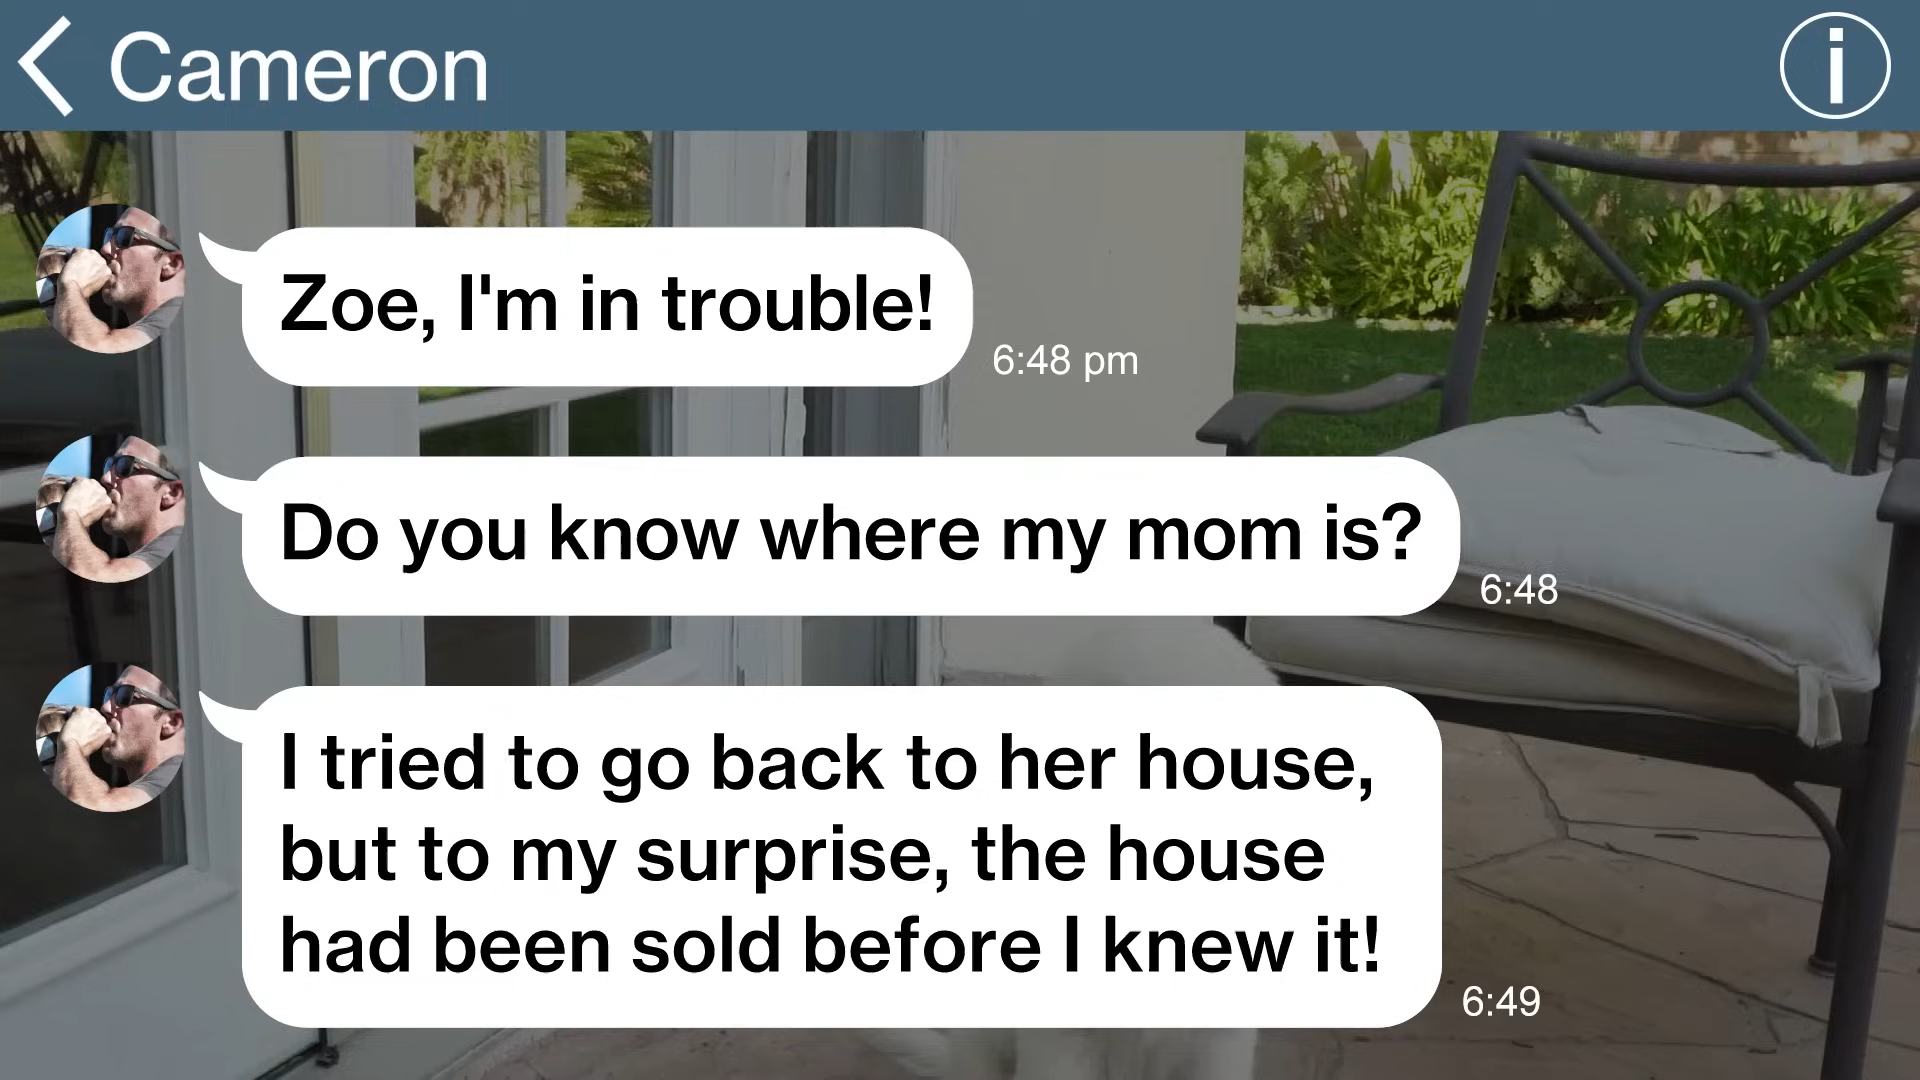 Cameron
Zoe, I'm in trouble!
6:48 pm
Do you know where my mom is?
6:48
I tried to go back to her house,
but to my surprise, the house
had been sold before I knew it!
6:49